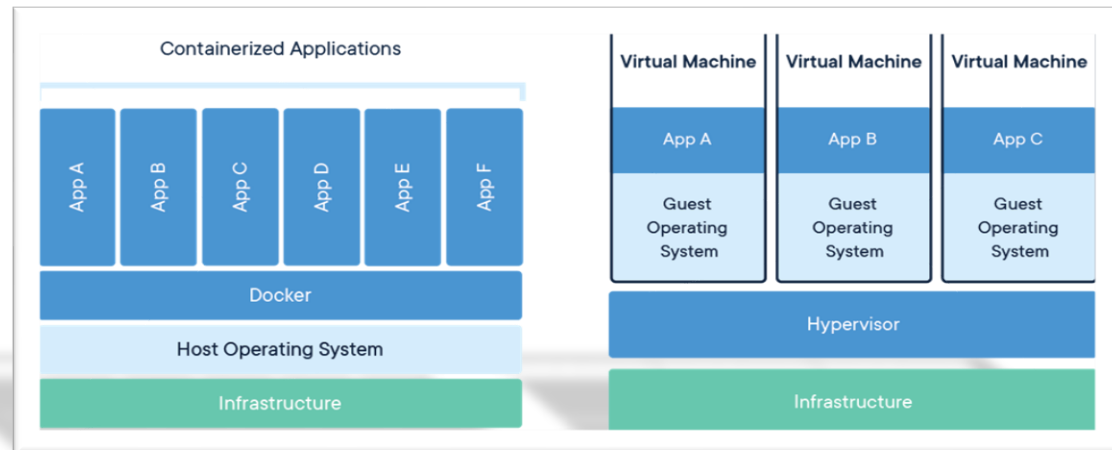 Containerized Applications
App A
App B
App C
App D
App E
App F
Docker
Host Operating System
Infrastructure
Virtual Machine
App A
Guest
Operating
System
Virtual Machine
App B
Guest
Operating
System
Virtual Machine
App C
Guest
Operating
System
Hypervisor
Infrastructure